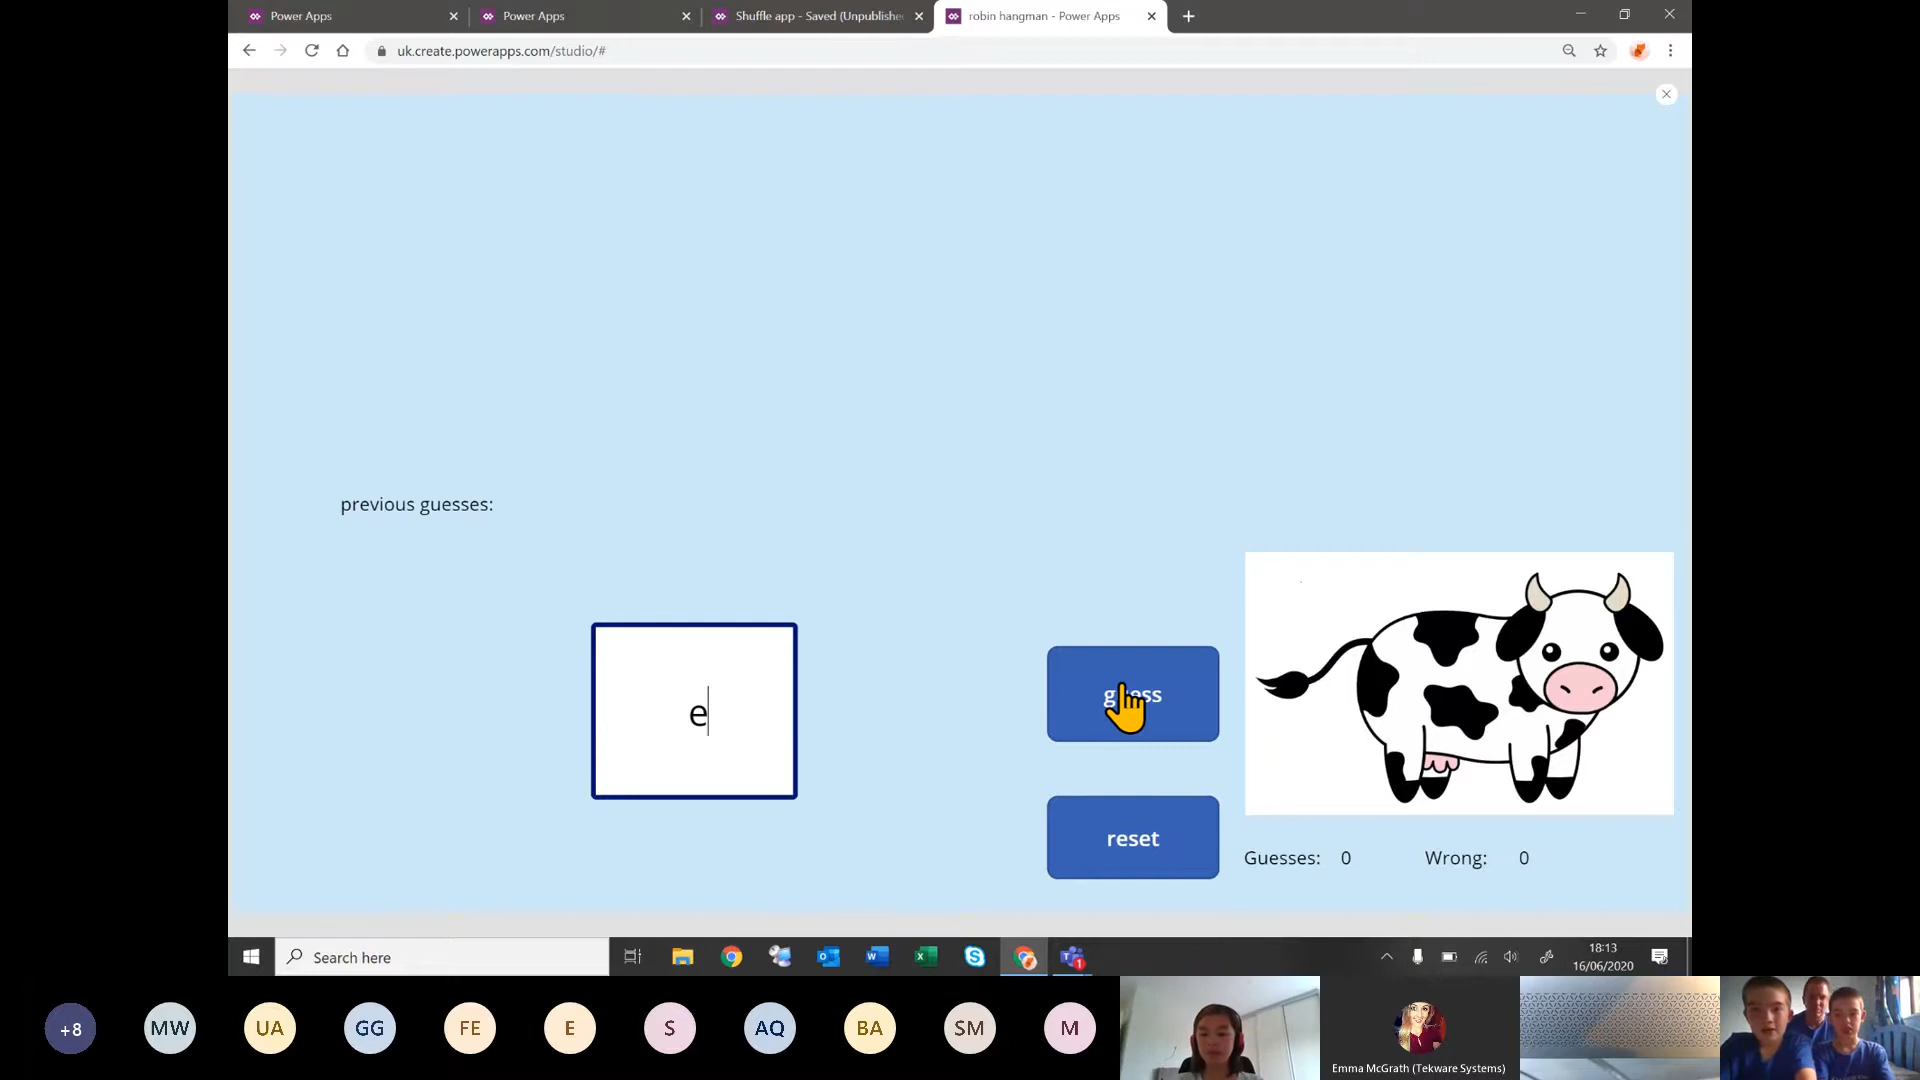 Power Apps
Power Apps
Shuffle app - Saved (Unpublishe
robin hangman - Power Apps
uk.create.powerapps.com/studio/#
previous guesses:
e
guess
reset
Guesses: 0 Wrong: 0
Search here
18:13
16/06/2020
+8
MW
UA
GG
FE
E
S
AQ
BA
SM
M
Emma McGrath (Tekware Systems)